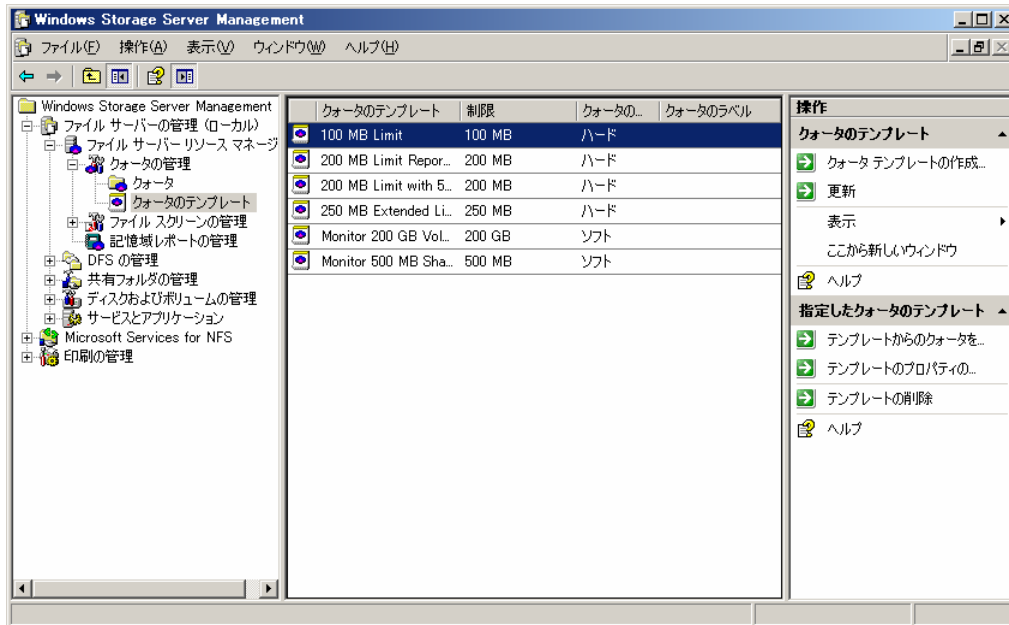 Windows Storage Server Management
ファイル(F) 操作(A) 表示(V) ウィンドウ(W) ヘルプ(H)
Windows Storage Server Management
ファイル サーバーの管理 (ローカル)
ファイル サーバー リソース マネージ
クォータの管理
クォータ
クォータのテンプレート
ファイル スクリーンの管理
記憶域レポートの管理
DFS の管理
共有フォルダの管理
ディスクおよびボリュームの管理
サービスとアプリケーション
Microsoft Services for NFS
印刷の管理
クォータのテンプレート 制限 クォータの... クォータのラベル
100 MB Limit 100 MB ハード
200 MB Limit Repor... 200 MB ハード
200 MB Limit with 5... 200 MB ハード
250 MB Extended Li... 250 MB ハード
Monitor 200 GB Vol... 200 GB ソフト
Monitor 500 MB Sha... 500 MB ソフト
操作
クォータのテンプレート
クォータ テンプレートの作成...
更新
表示
ここから新しいウィンドウ
ヘルプ
指定したクォータのテンプレート
テンプレートからのクォータを...
テンプレートのプロパティの...
テンプレートの削除
ヘルプ